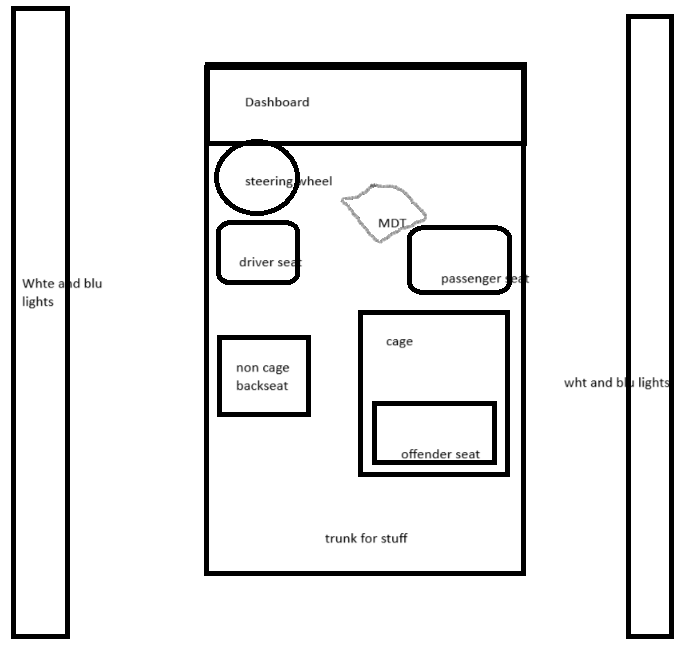 Dashboard
steering wheel
MDT
driver seat
passenger seat
Whte and blu
lights
cage
non cage
backseat
wht and blu lights
offender seat
trunk for stuff